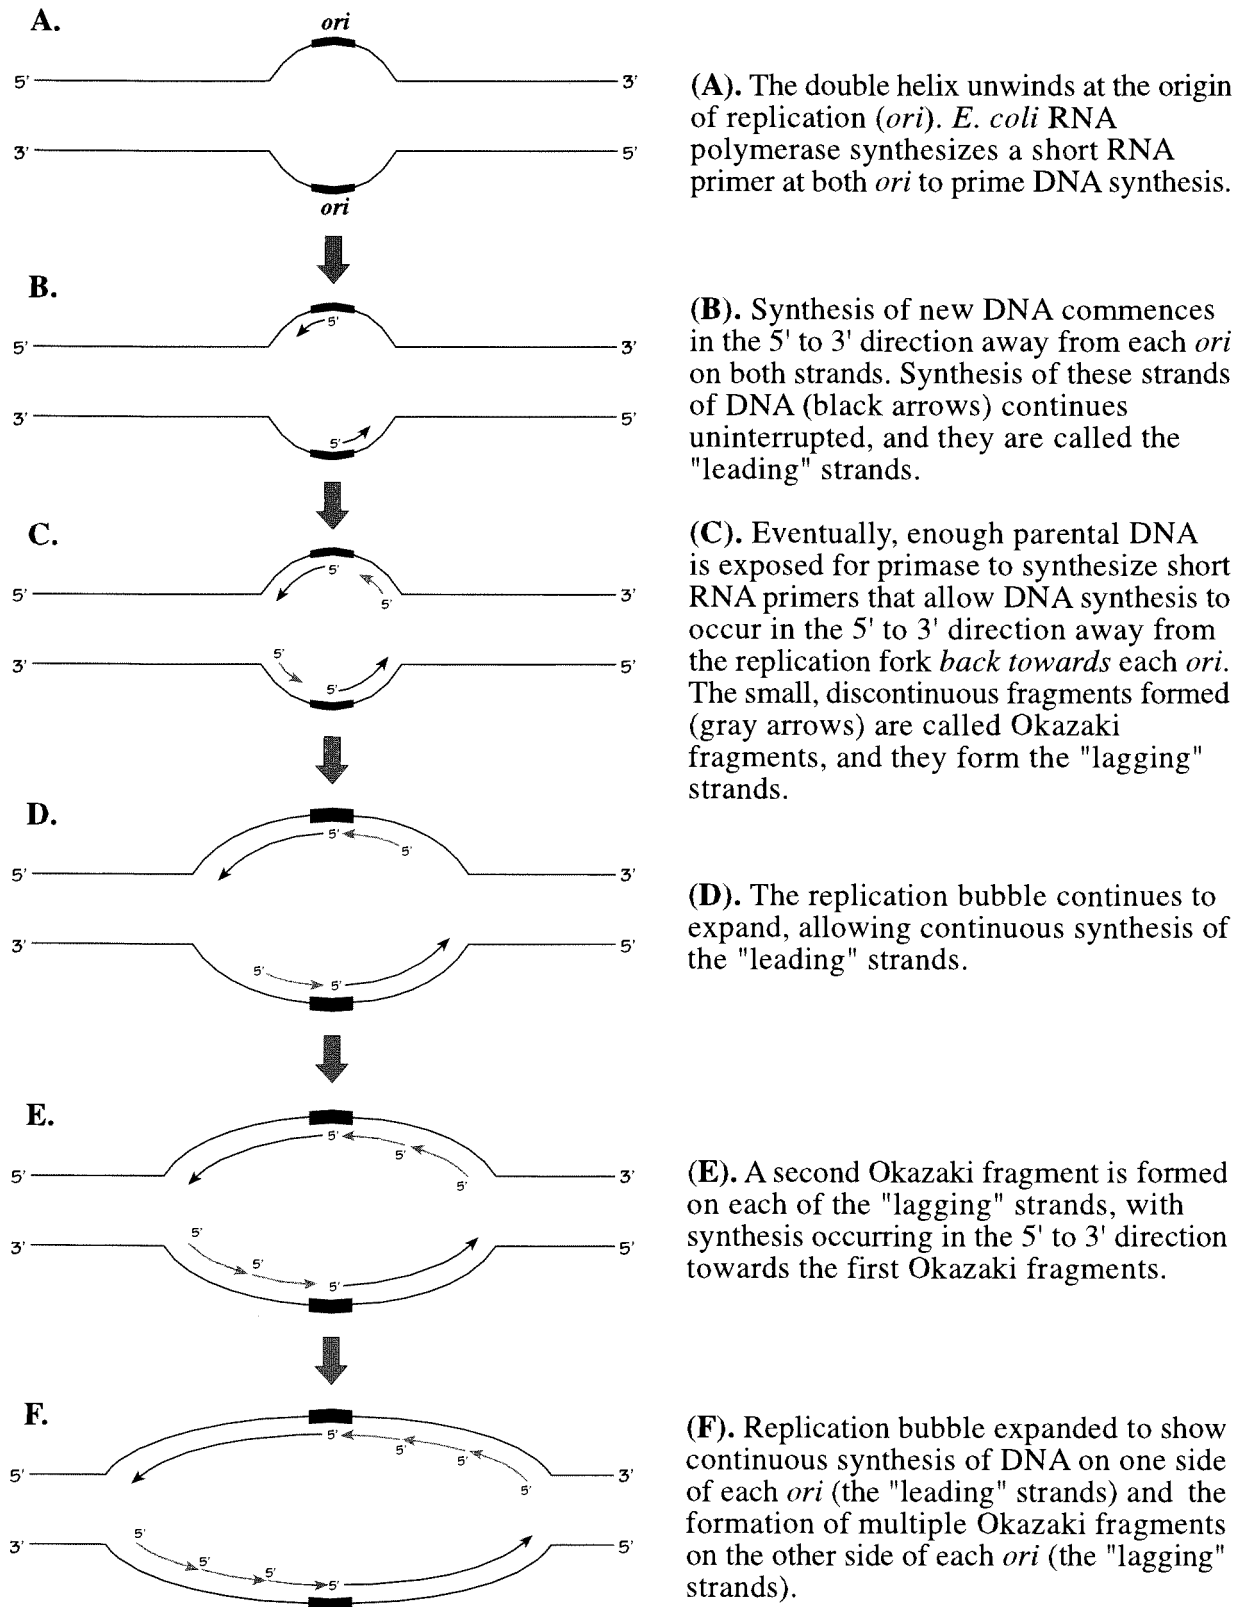 A.
ori
5'
3'
3'
5'
ori
(A). The double helix unwinds at the origin
of replication (ori). E. coli RNA
polymerase synthesizes a short RNA
primer at both ori to prime DNA synthesis.
B.
5'
5'
3'
3'
5'
5'
(B). Synthesis of new DNA commences
in the 5' to 3' direction away from each ori
on both strands. Synthesis of these strands
of DNA (black arrows) continues
uninterrupted, and they are called the
"leading" strands.
C.
5'
5'
5'
3'
5'
3'
5'
5'
(C). Eventually, enough parental DNA
is exposed for primase to synthesize short
RNA primers that allow DNA synthesis to
occur in the 5' to 3' direction away from
the replication fork back towards each ori.
The small, discontinuous fragments formed
(gray arrows) are called Okazaki
fragments, and they form the "lagging"
strands.
D.
5'
5'
5'
3'
3'
5'
5'
5'
(D). The replication bubble continues to
expand, allowing continuous synthesis of
the "leading" strands.
E.
5'
5'
5'
5'
3'
5'
3'
5'
5'
5'
(E). A second Okazaki fragment is formed
on each of the "lagging" strands, with
synthesis occurring in the 5' to 3' direction
towards the first Okazaki fragments.
F.
5'
5'
5'
5'
5'
3'
5'
3'
5'
5'
5'
5'
(F). Replication bubble expanded to show
continuous synthesis of DNA on one side
of each ori (the "leading" strands) and the
formation of multiple Okazaki fragments
on the other side of each ori (the "lagging"
strands).